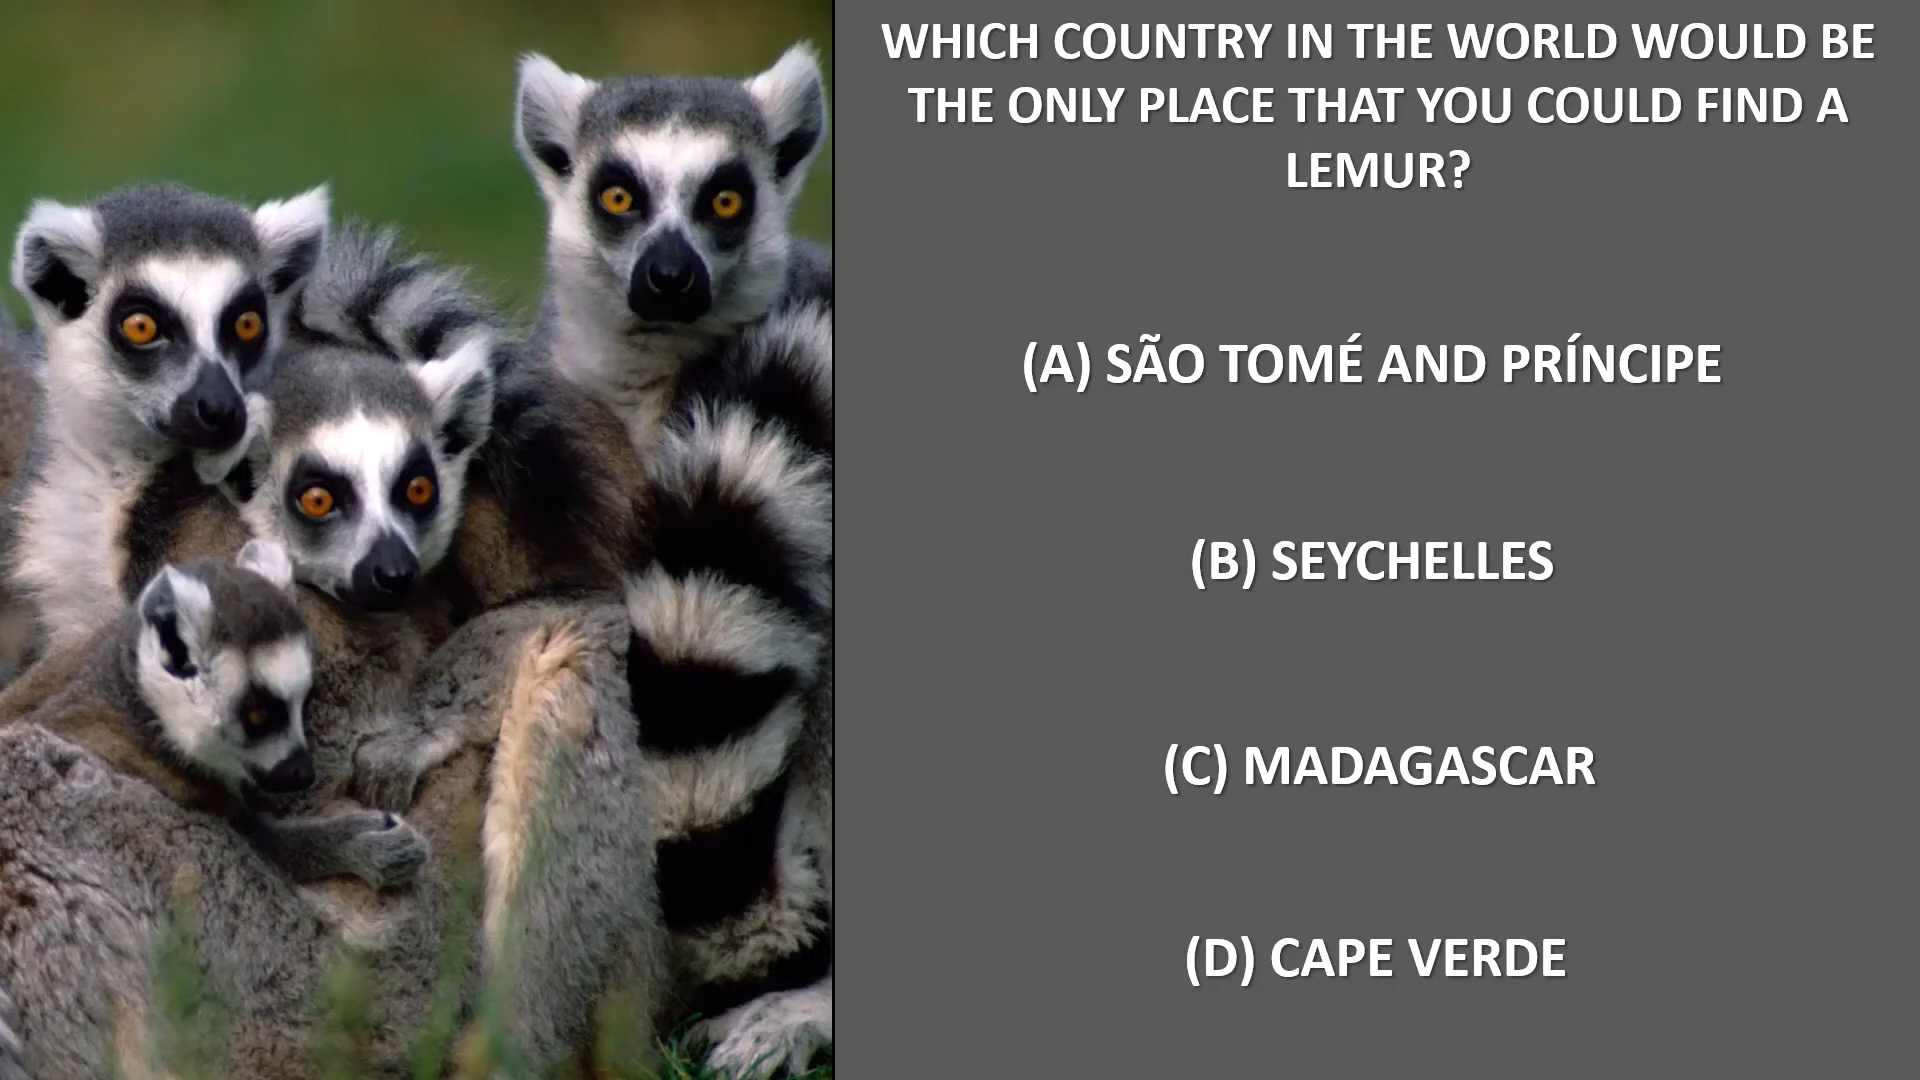 WHICH COUNTRY IN THE WORLD WOULD BE
THE ONLY PLACE THAT YOU COULD FIND A
LEMUR?
(A) SÃO TOMÉ AND PRÍNCIPE
(B) SEYCHELLES
(C) MADAGASCAR
(D) CAPE VERDE